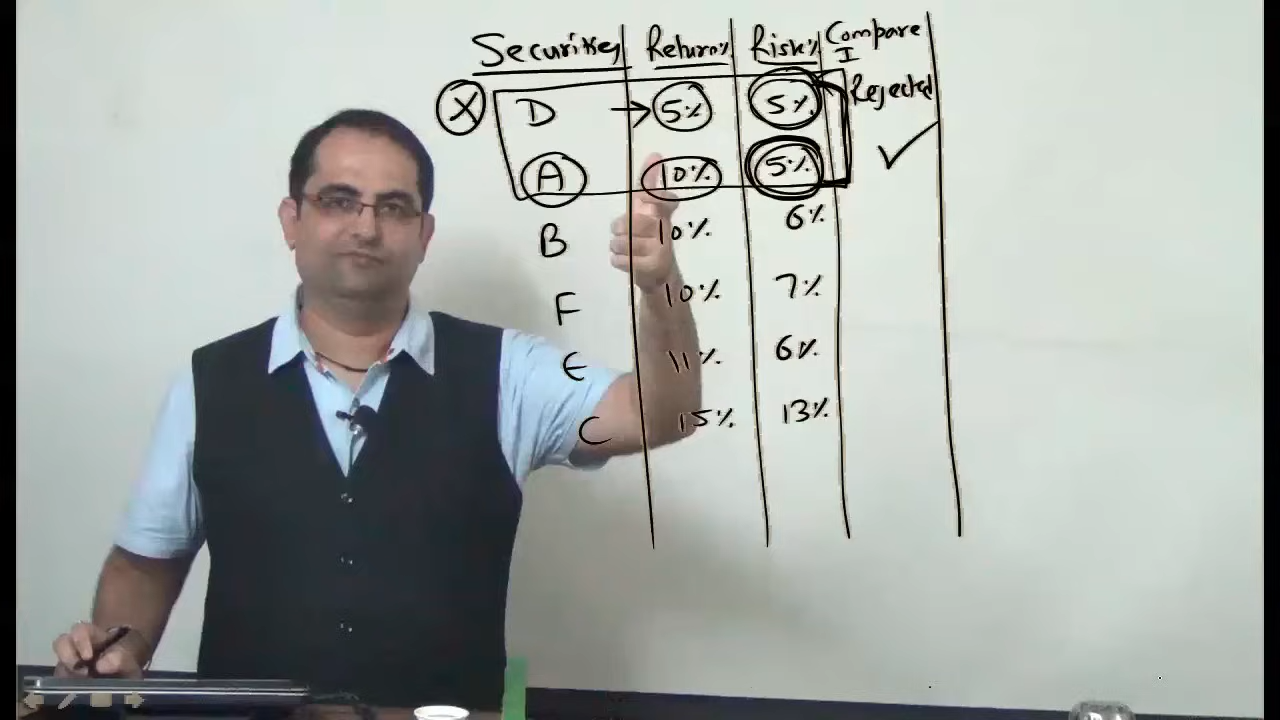 Securities Return% Risk% Compare I
X D → 5% 5% Rejected
A 10% 5% ✓
B 10% 6%
F 10% 7%
E 11% 6%
C 15% 13%